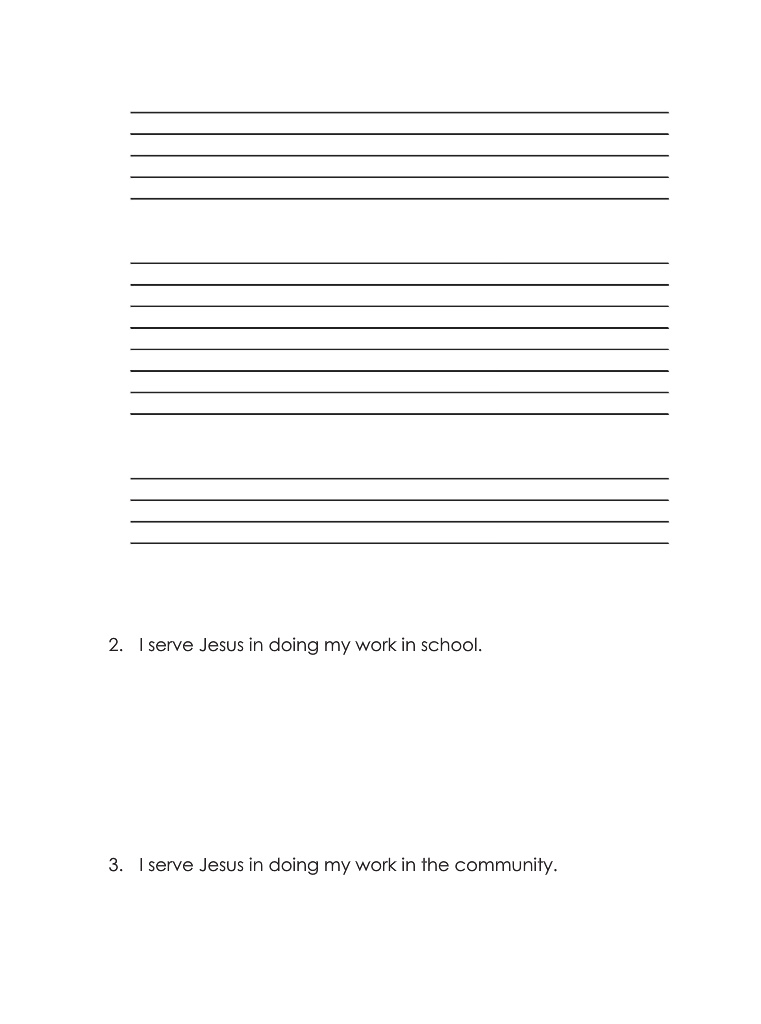 2. I serve Jesus in doing my work in school.
3. I serve Jesus in doing my work in the community.